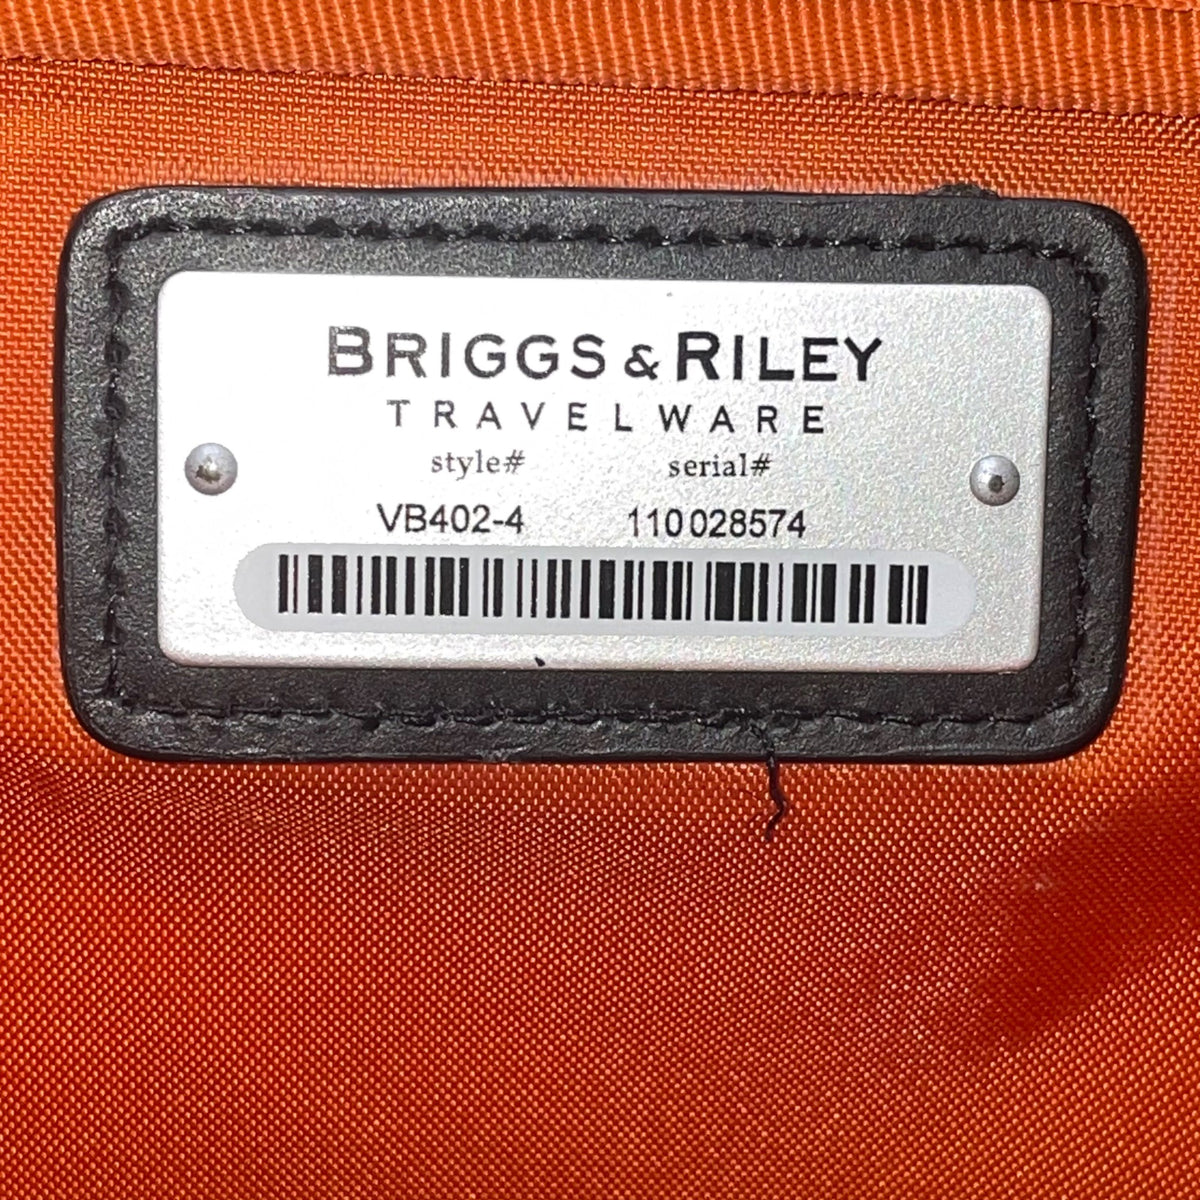 BRIGGS & RILEY
TRAVELWARE
style# serial#
VB402-4 110028574